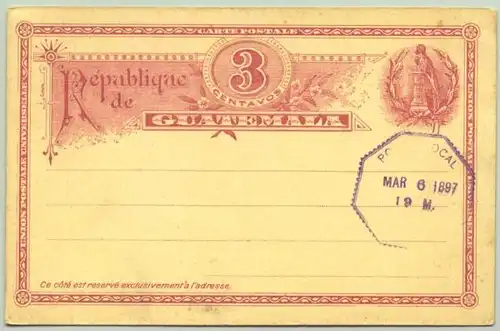 CARTE POSTALE
République
de
3
CENTAVOS
GUATEMALA
UNION POSTALE UNIVERSELLE
UNION POSTALE
LOCAL
MAR 6 1897
19 M.
Ce côté est reservé exclusivement à l'adresse.